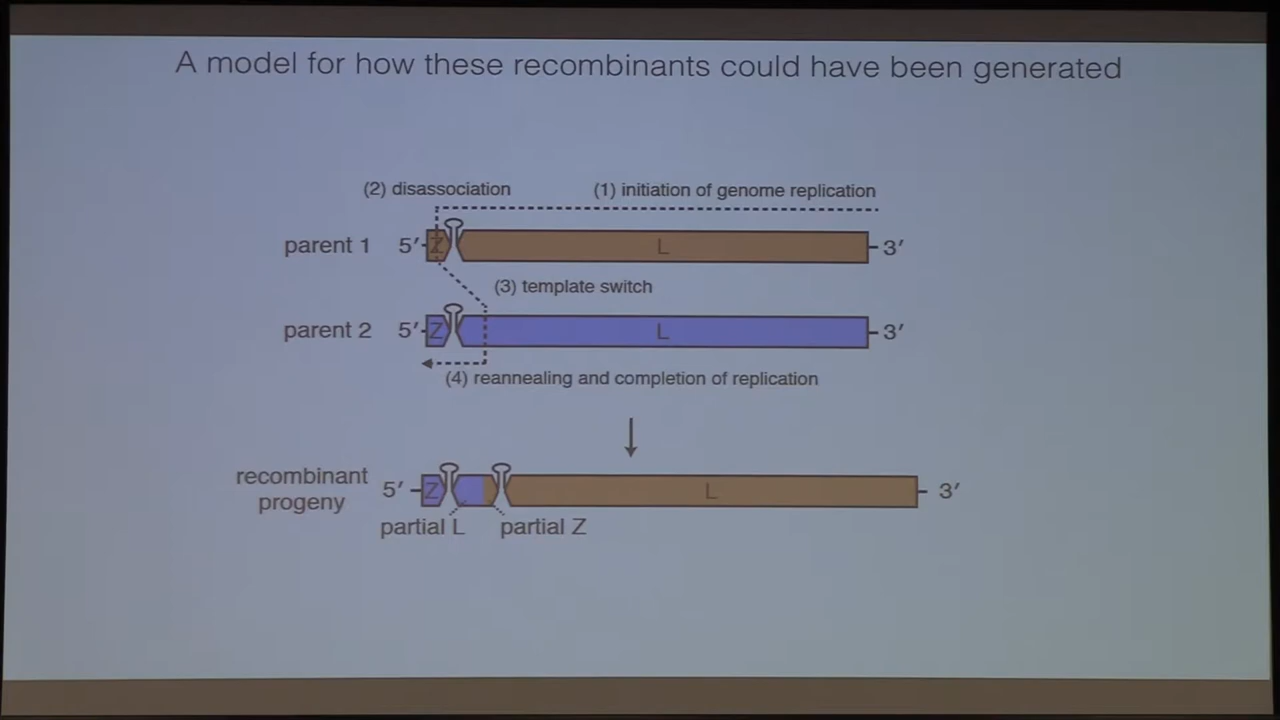 A model for how these recombinants could have been generated
(2) disassociation (1) initiation of genome replication
parent 1 5′ Z L 3′
(3) template switch
parent 2 5′ Z L 3′
(4) reannealing and completion of replication
recombinant
progeny 5′ Z L 3′
partial L partial Z